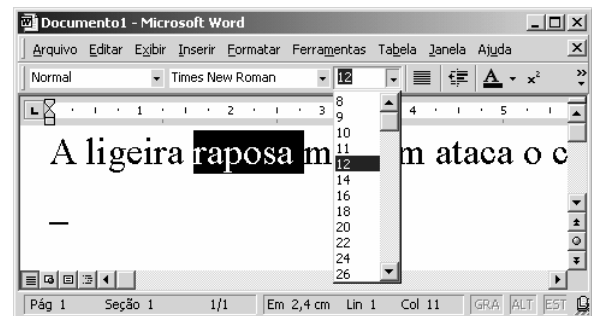 Documento1 - Microsoft Word
Arquivo Editar Exibir Inserir Formatar Ferramentas Tabela Janela Ajuda
Normal Times New Roman 12 A x²
1 2 3 4 5
8
9
10
11
12
14
16
18
20
22
24
26
A ligeira raposa m m ataca o c
Pág 1 Seção 1 1/1 Em 2,4 cm Lin 1 Col 11 GRA ALT EST